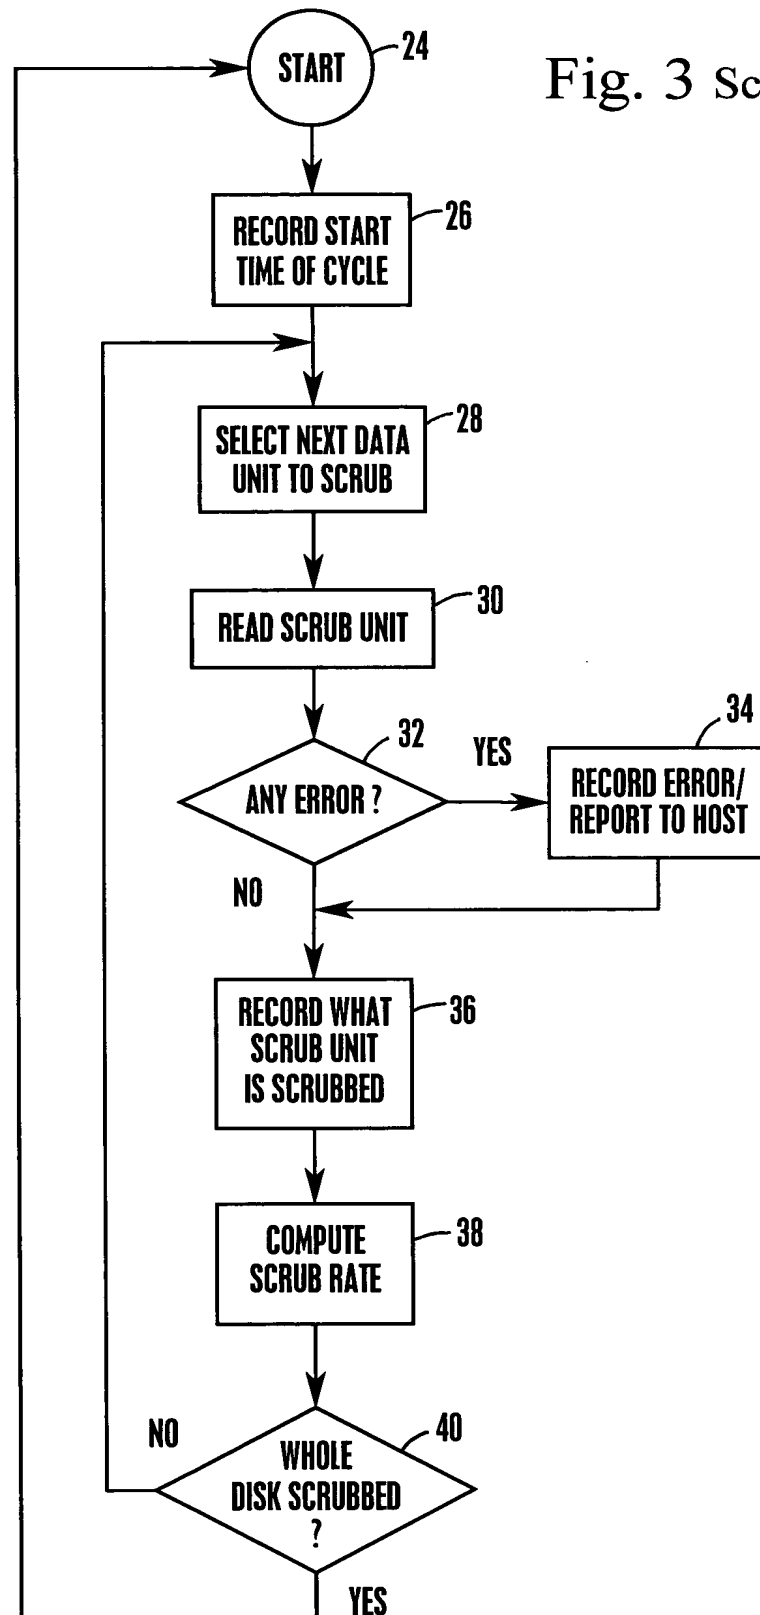 START
24
Fig. 3 Sc
RECORD START
TIME OF CYCLE
26
SELECT NEXT DATA
UNIT TO SCRUB
28
READ SCRUB UNIT
30
ANY ERROR ?
32
YES
RECORD ERROR/
REPORT TO HOST
34
NO
RECORD WHAT
SCRUB UNIT
IS SCRUBBED
36
COMPUTE
SCRUB RATE
38
NO
WHOLE
DISK SCRUBBED
?
40
YES